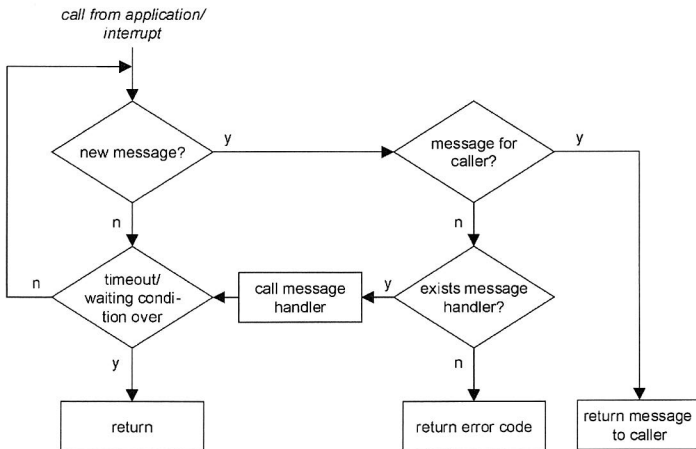 call from application/
interrupt
new message?
y
message for
caller?
y
n
n
n
timeout/
waiting condi-
tion over
call message
handler
y
exists message
handler?
y
n
return
return error code
return message
to caller